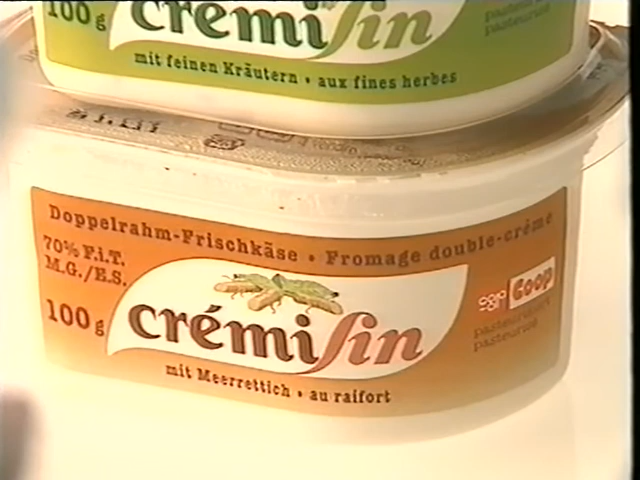 100 g
crémifin
mit feinen Kräutern • aux fines herbes
Doppelrahm-Frischkäse • Fromage double-crème
70% F.i.T.
M.G./E.S.
100 g
crémifin
coop
pasteurisiert
pasteurisé
mit Meerrettich • au raifort